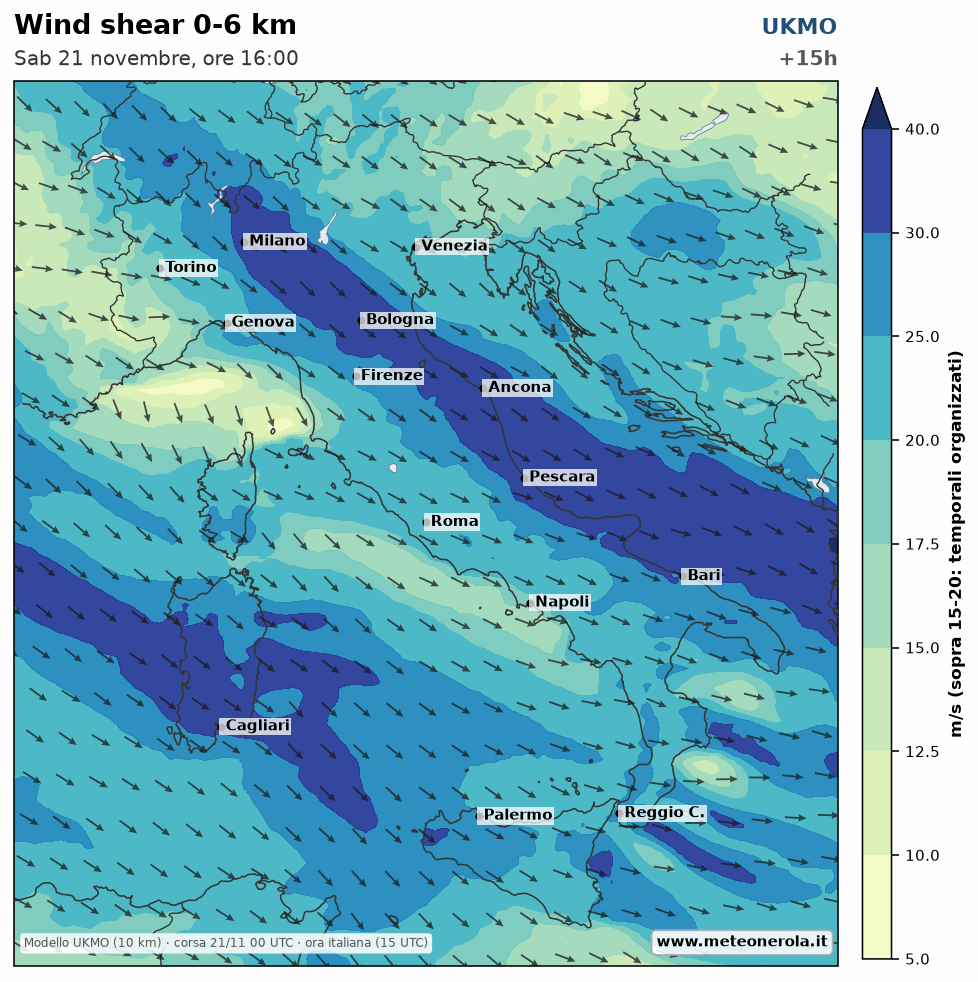 Wind shear 0-6 km
UKMO
Sab 21 novembre, ore 16:00
+15h
40.0
30.0
25.0
20.0
17.5
15.0
12.5
10.0
5.0
m/s (sopra 15-20: temporali organizzati)
Milano
Venezia
Torino
Genova
Bologna
Firenze
Ancona
Pescara
Roma
Bari
Napoli
Cagliari
Palermo
Reggio C.
Modello UKMO (10 km) · corsa 21/11 00 UTC · ora italiana (15 UTC)
www.meteonerola.it